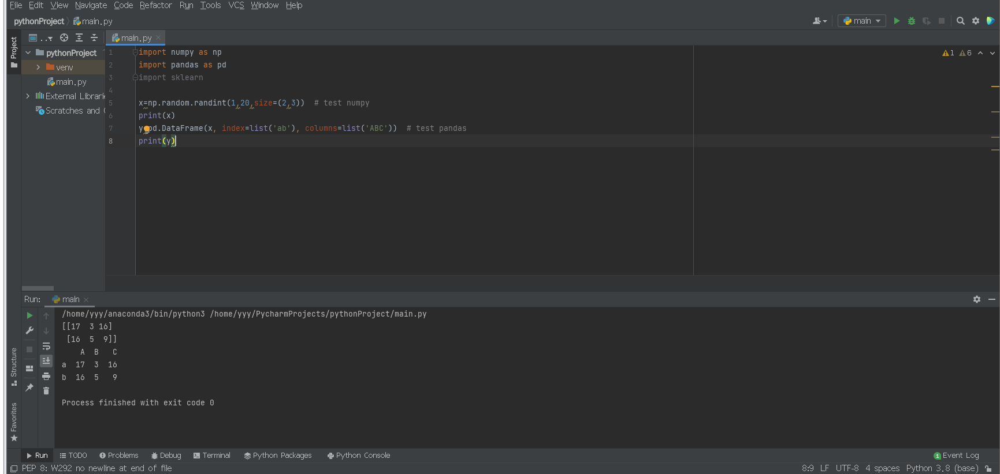 File Edit View Navigate Code Refactor Run Tools VCS Window Help
pythonProject main.py
main
Project
..
main.py
pythonProject
venv
main.py
External Librarie
Scratches and
1 import numpy as np
2 import pandas as pd
3 import sklearn
4
5 x=np.random.randint(1,20,size=(2,3))  # test numpy
6 print(x)
7 y pd.DataFrame(x, index=list('ab'), columns=list('ABC'))  # test pandas
8 print(y)
1 6
Run: main
/home/yyy/anaconda3/bin/python3 /home/yyy/PycharmProjects/pythonProject/main.py
[[17  3 16]
 [16  5  9]]
    A  B   C
a  17  3  16
b  16  5   9
Process finished with exit code 0
Structure
Favorites
Run TODO Problems Debug Terminal Python Packages Python Console 1 Event Log
PEP 8: W292 no newline at end of file 8:9 LF UTF-8 4 spaces Python 3.8 (base)